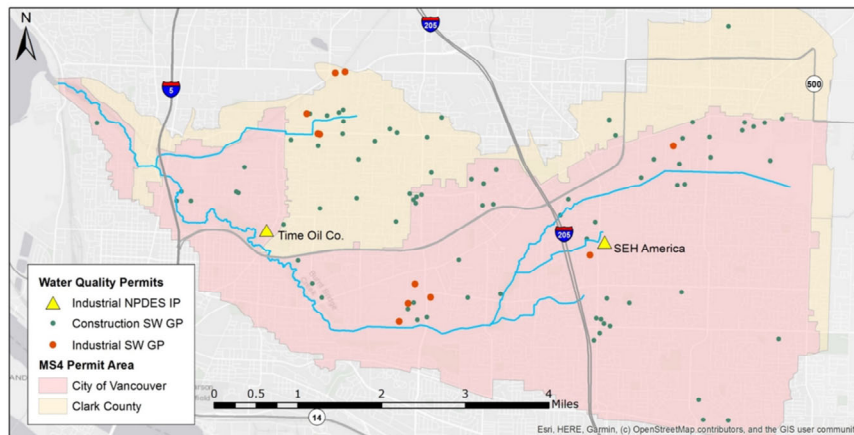 N
205
5
500
Time Oil Co.
205
SEH America
Water Quality Permits
Industrial NPDES IP
Construction SW GP
Industrial SW GP
MS4 Permit Area
City of Vancouver
Clark County
0 0.5 1 2 3 4
Miles
14
Esri, HERE, Garmin, (c) OpenStreetMap contributors, and the GIS user communit